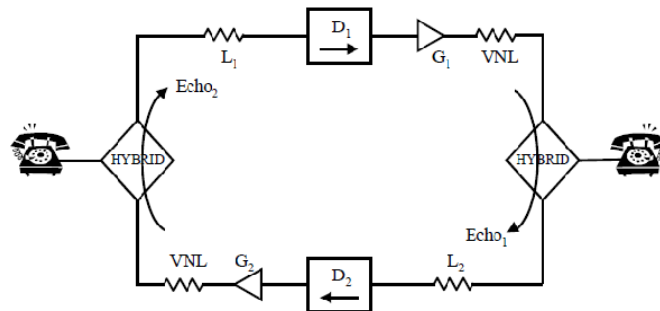 D₁
L₁
G₁
VNL
Echo₂
HYBRID
HYBRID
Echo₁
VNL
G₂
D₂
L₂